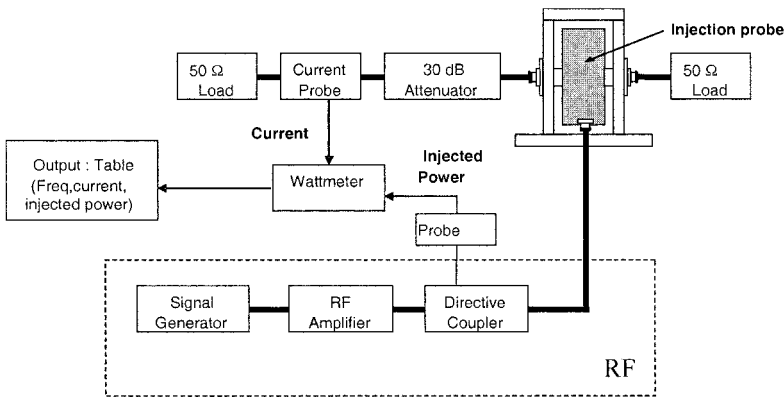 Injection probe
50 Ω
Load
Current
Probe
30 dB
Attenuator
50 Ω
Load
Current
Injected
Power
Output : Table
(Freq,current,
injected power)
Wattmeter
Probe
Signal
Generator
RF
Amplifier
Directive
Coupler
RF